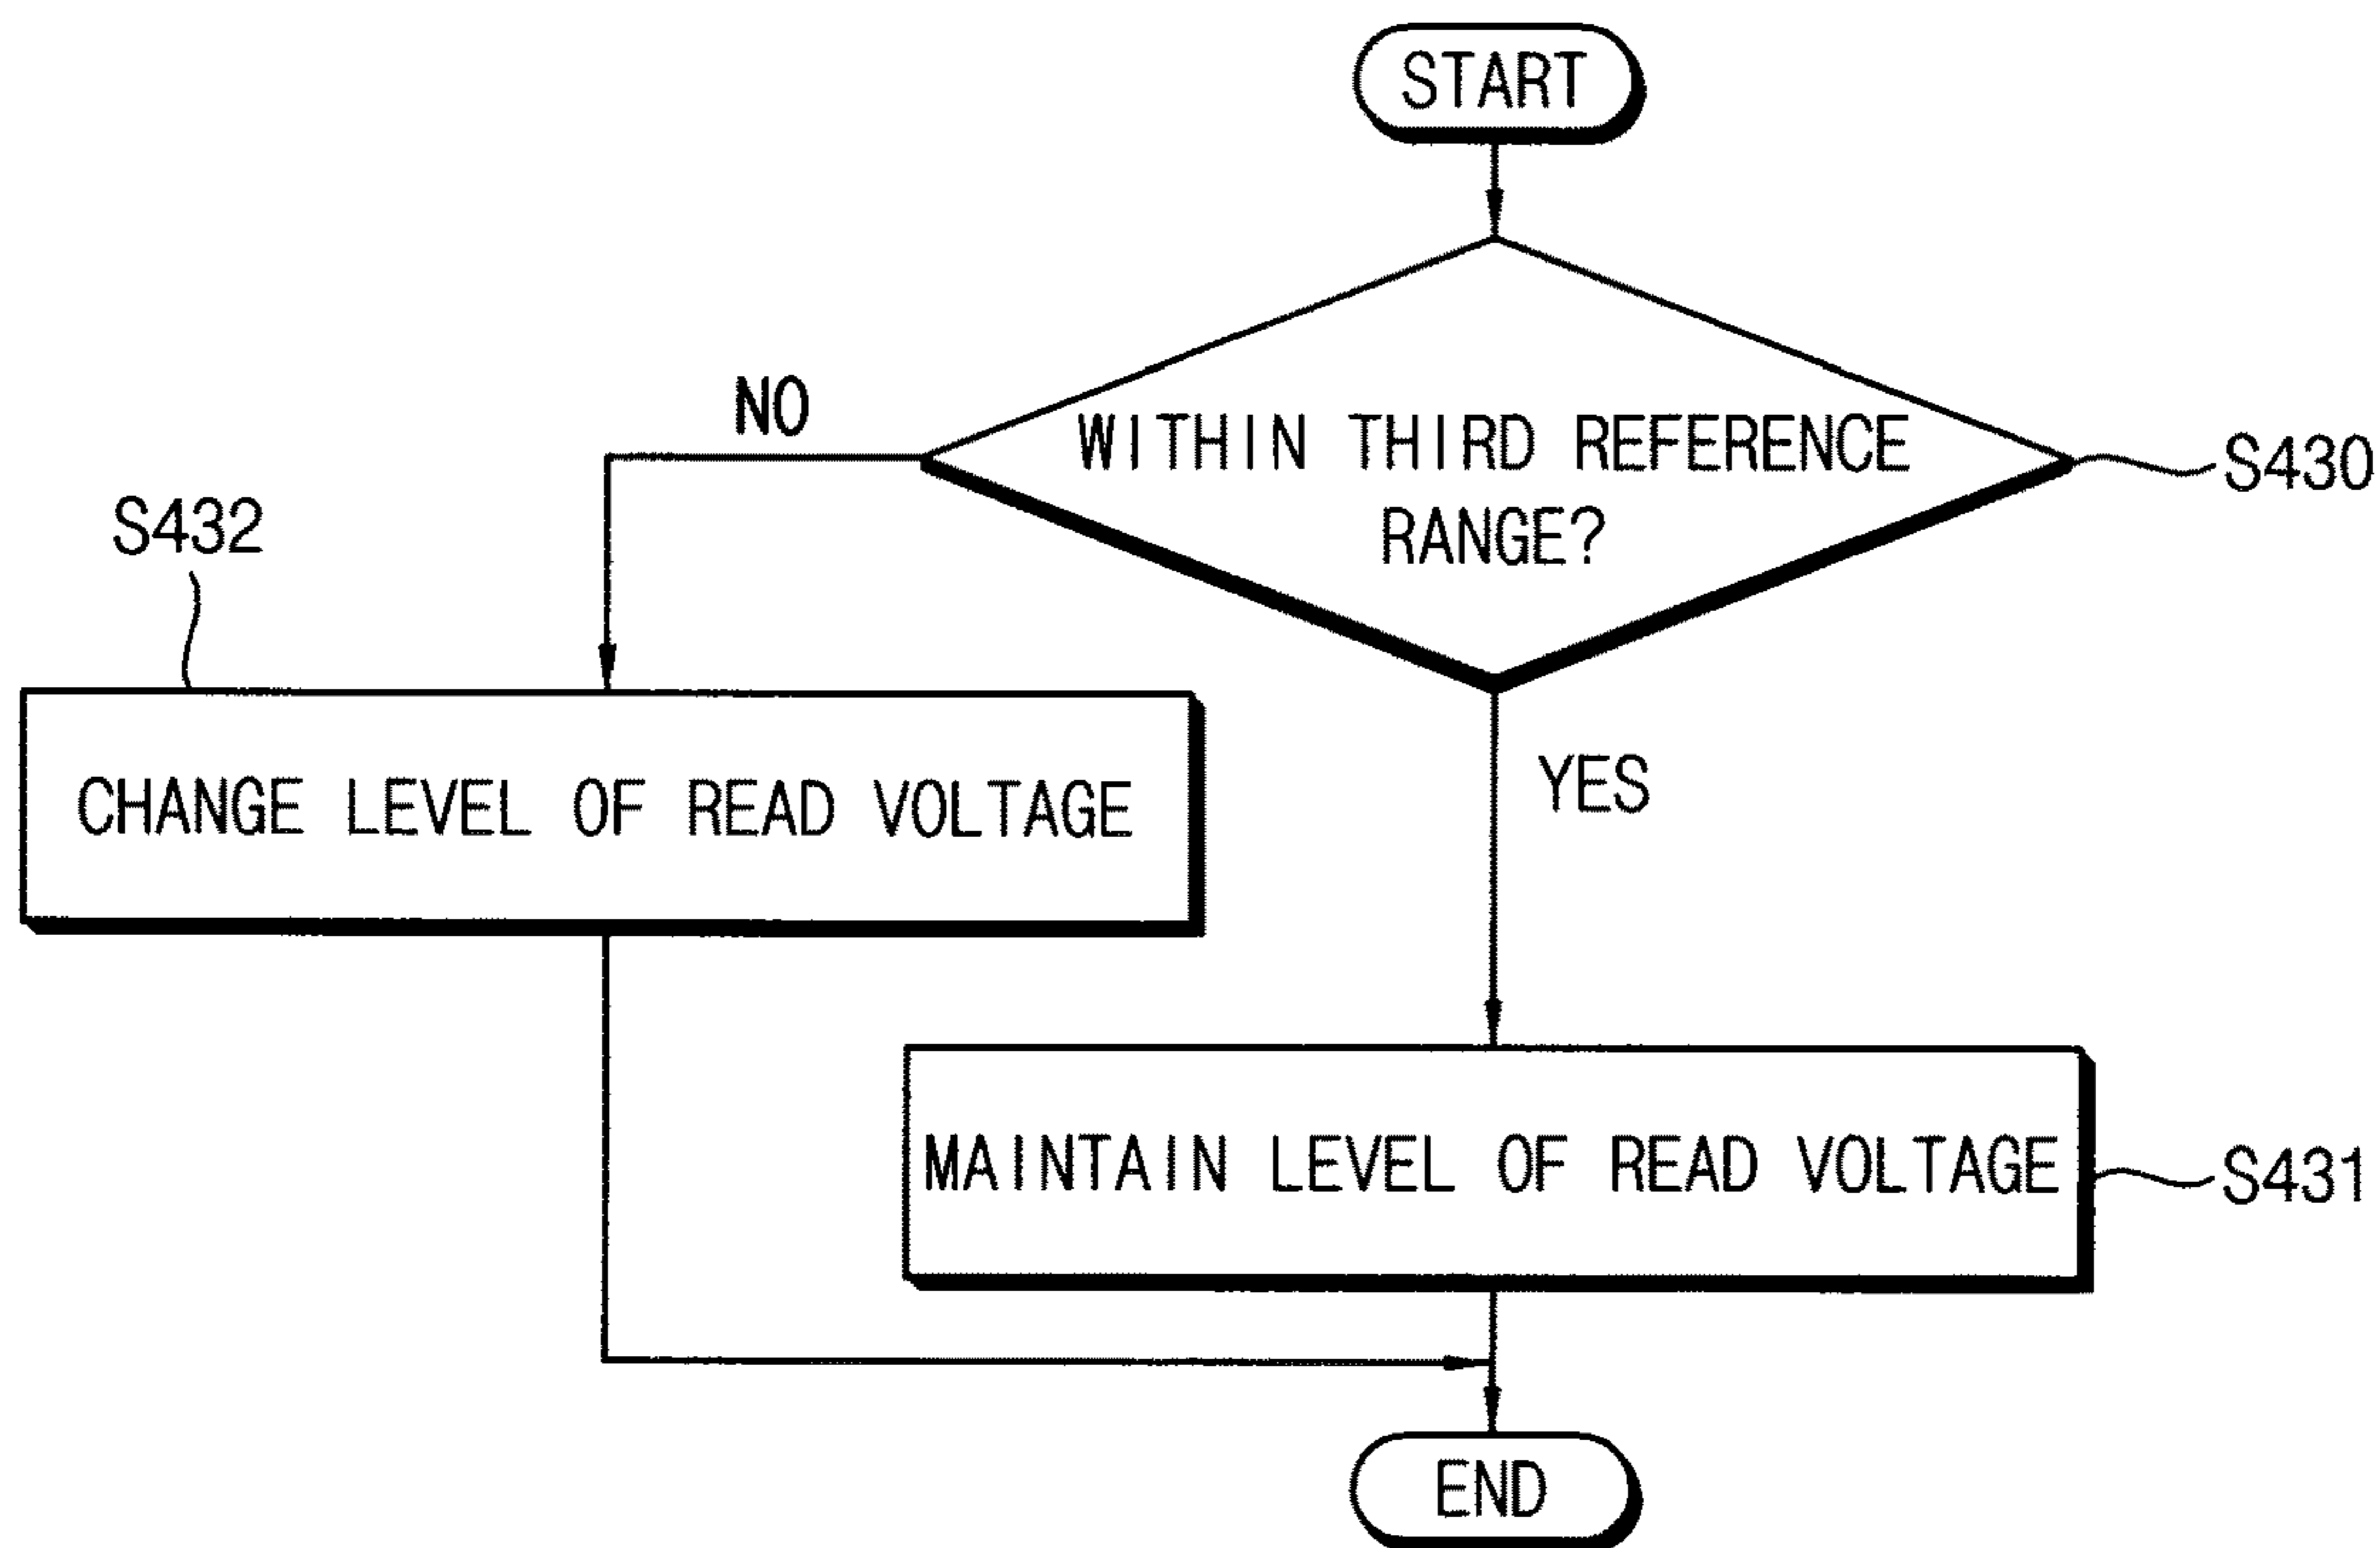 START
NO
WITHIN THIRD REFERENCE
RANGE?
S430
S432
CHANGE LEVEL OF READ VOLTAGE
YES
MAINTAIN LEVEL OF READ VOLTAGE
S431
END